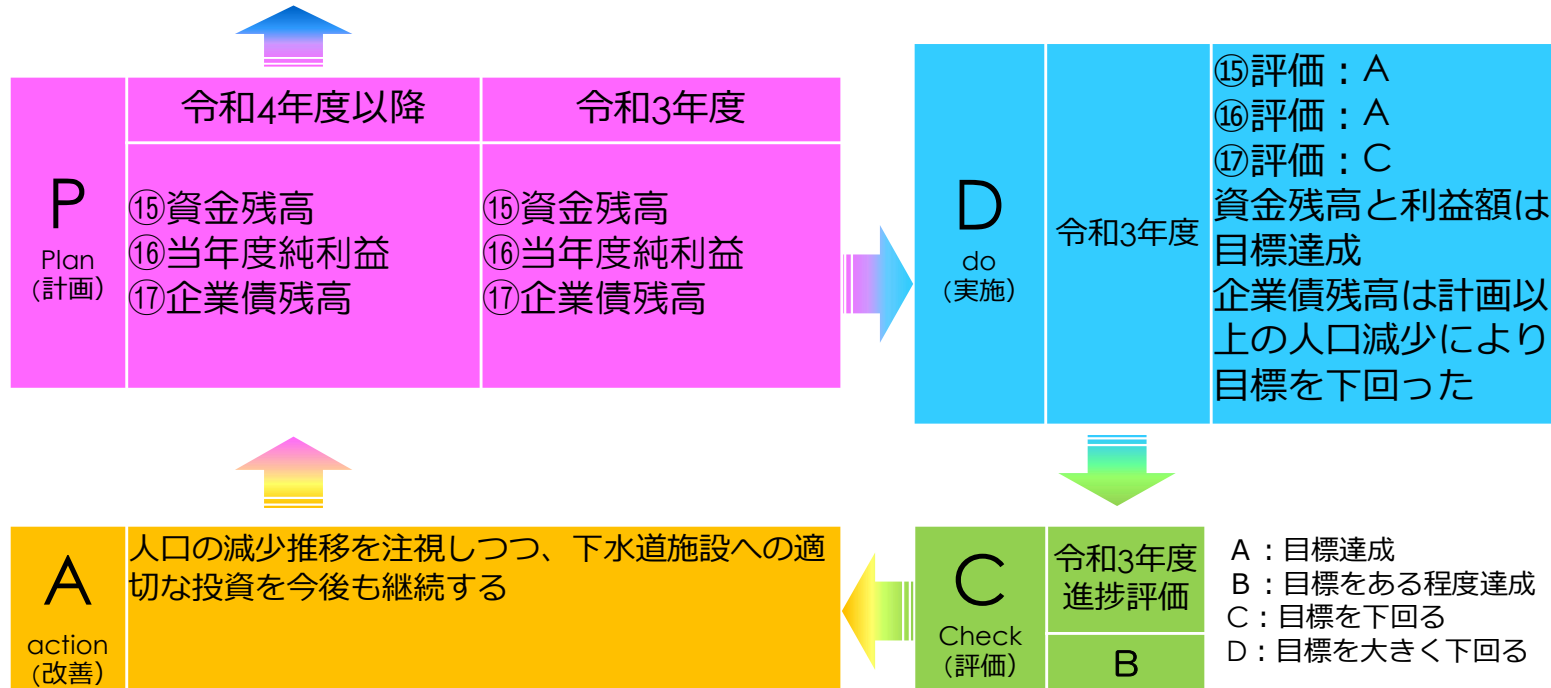 P
Plan
(計画)
令和4年度以降
⑮資金残高
⑯当年度純利益
⑰企業債残高
令和3年度
⑮資金残高
⑯当年度純利益
⑰企業債残高
D
do
(実施)
令和3年度
⑮評価：A
⑯評価：A
⑰評価：C
資金残高と利益額は
目標達成
企業債残高は計画以
上の人口減少により
目標を下回った
C
Check
(評価)
令和3年度
進捗評価
B
A：目標達成
B：目標をある程度達成
C：目標を下回る
D：目標を大きく下回る
A
action
(改善)
人口の減少推移を注視しつつ、下水道施設への適
切な投資を今後も継続する